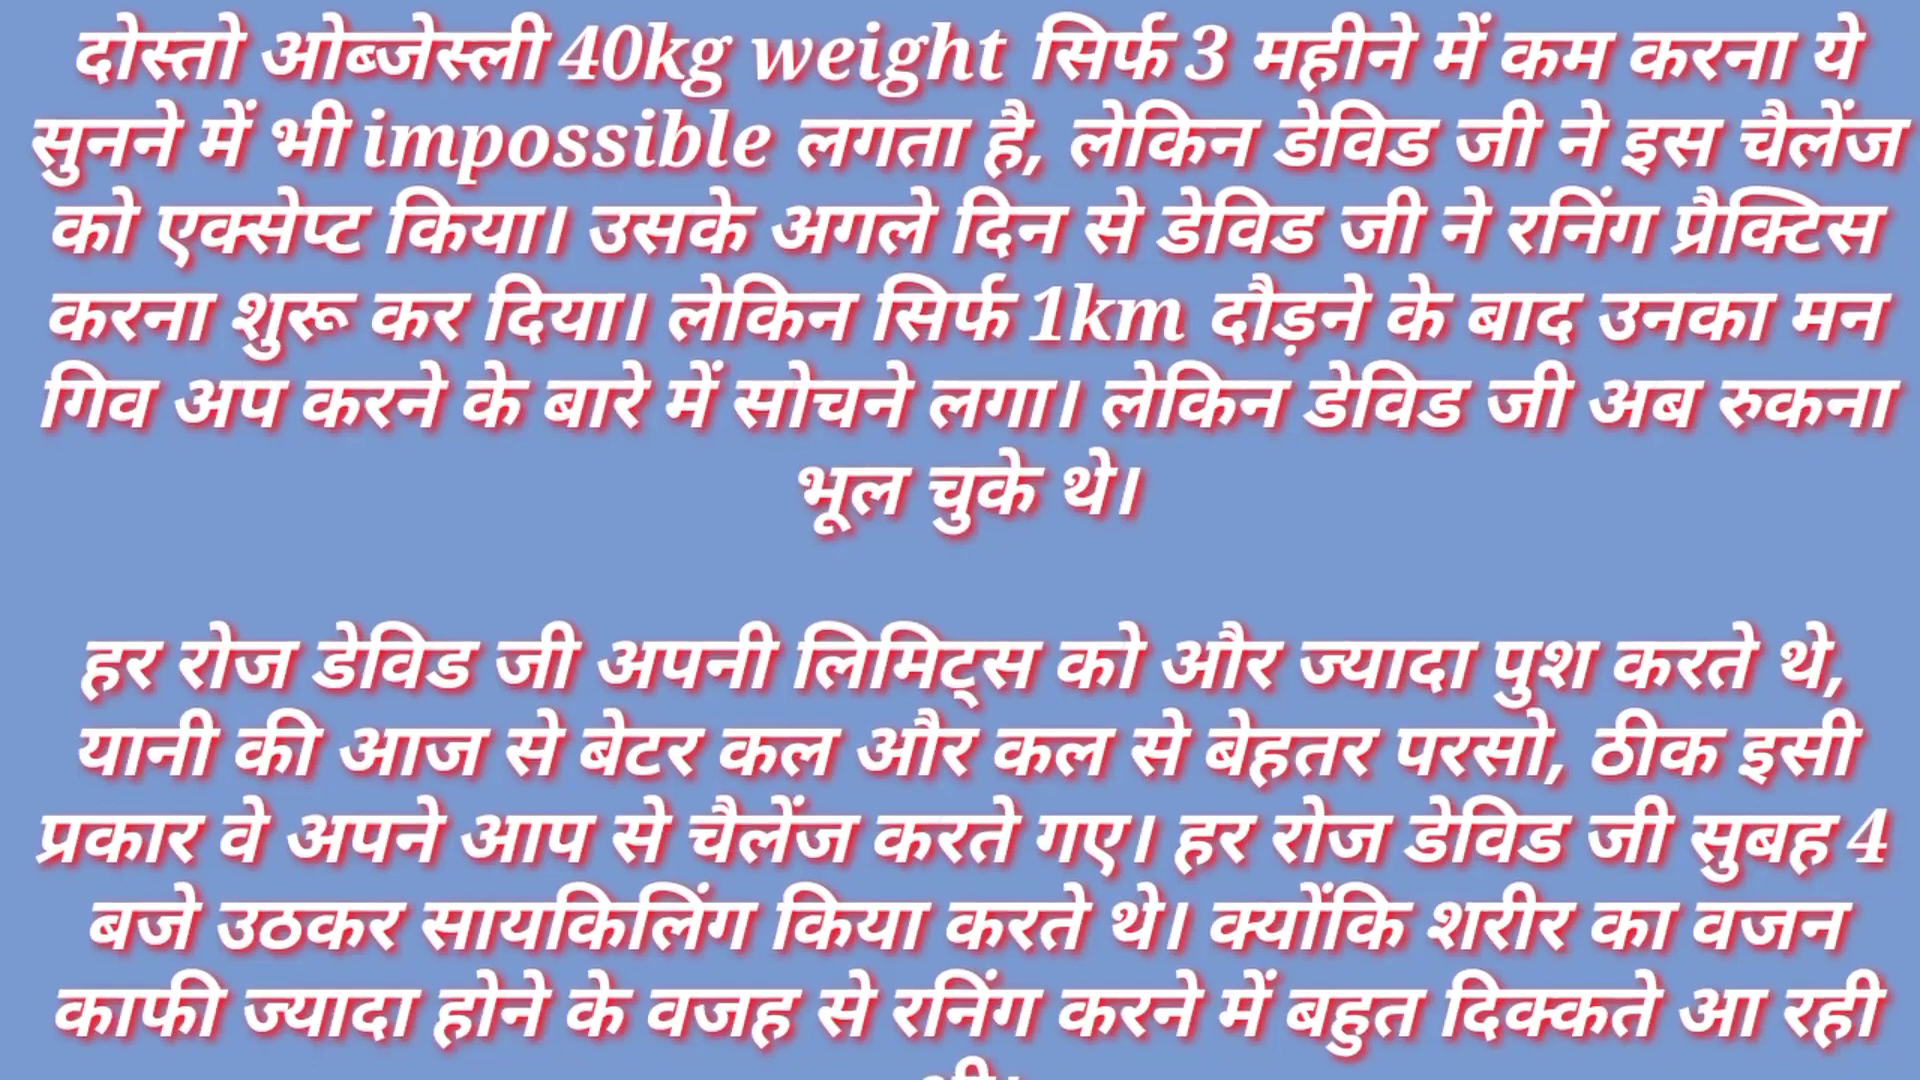 दोस्तो ओब्जेस्ली 40kg weight सिर्फ 3 महीने में कम करना ये
सुनने में भी impossible लगता है, लेकिन डेविड जी ने इस चैलेंज
को एक्सेप्ट किया। उसके अगले दिन से डेविड जी ने रनिंग प्रैक्टिस
करना शुरू कर दिया। लेकिन सिर्फ 1km दौड़ने के बाद उनका मन
गिव अप करने के बारे में सोचने लगा। लेकिन डेविड जी अब रुकना
भूल चुके थे।
हर रोज डेविड जी अपनी लिमिट्स को और ज्यादा पुश करते थे,
यानी की आज से बेटर कल और कल से बेहतर परसो, ठीक इसी
प्रकार वे अपने आप से चैलेंज करते गए। हर रोज डेविड जी सुबह 4
बजे उठकर सायकिलिंग किया करते थे। क्योंकि शरीर का वजन
काफी ज्यादा होने के वजह से रनिंग करने में बहुत दिक्कते आ रही